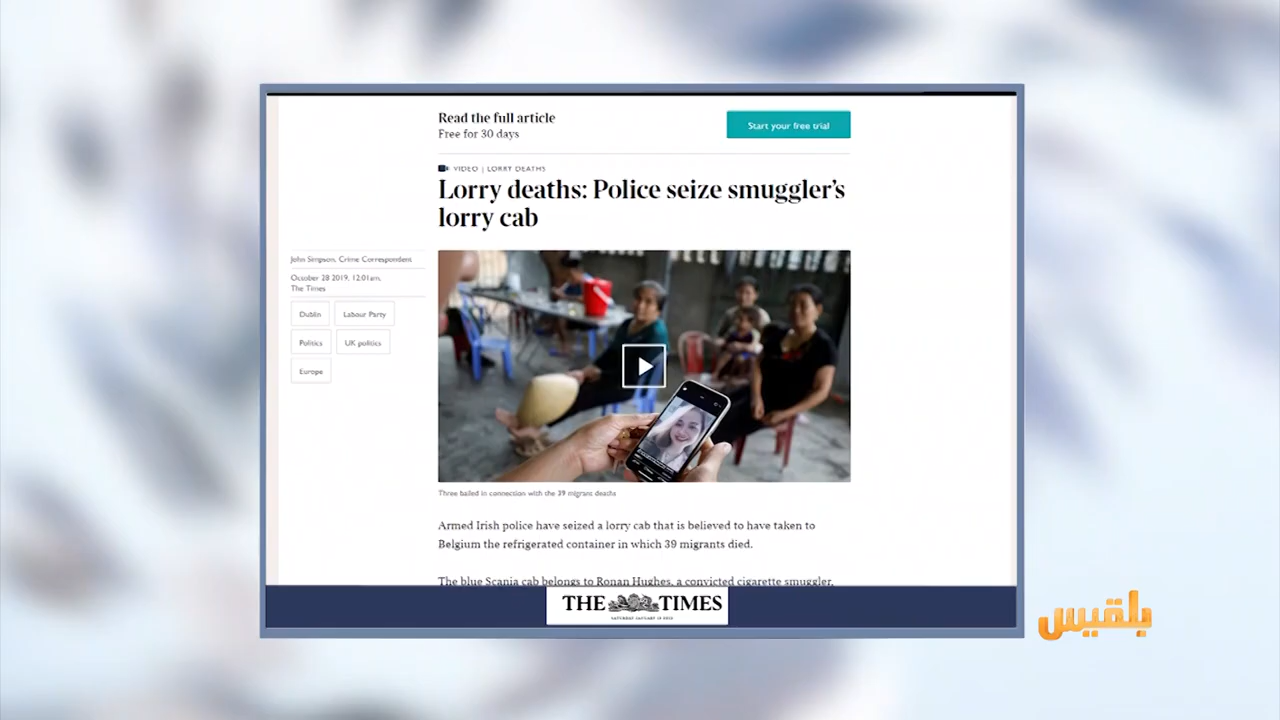 Read the full article
Free for 30 days
Start your free trial
VIDEO | LORRY DEATHS
Lorry deaths: Police seize smuggler's
lorry cab
John Simpson, Crime Correspondent
October 28 2019, 12.01am,
The Times
Dublin
Labour Party
Politics
UK politics
Europe
Three bailed in connection with the 39 migrant deaths
Armed Irish police have seized a lorry cab that is believed to have taken to
Belgium the refrigerated container in which 39 migrants died.
The blue Scania cab belongs to Ronan Hughes, a convicted cigarette smuggler,
THE TIMES
بلقيس